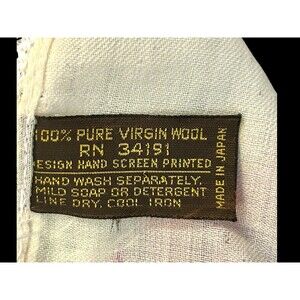 100% PURE VIRGIN WOOL
RN 34191
ESIGN HAND SCREEN PRINTED
HAND WASH SEPARATELY.
MILD SOAP OR DETERGENT
LINE DRY, COOL IRON
MADE IN JAPAN